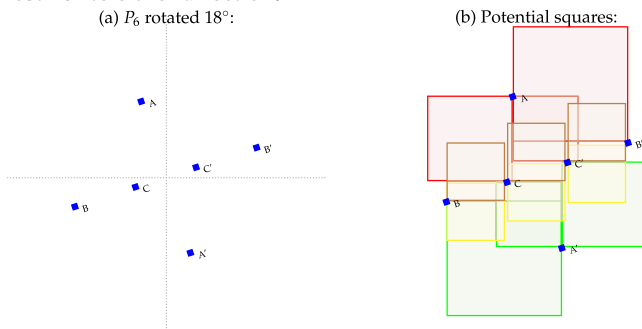 (a) P₆ rotated 18°:
(b) Potential squares:
A
B′
C′
C
B
A′
A
B′
C′
C
B
A′